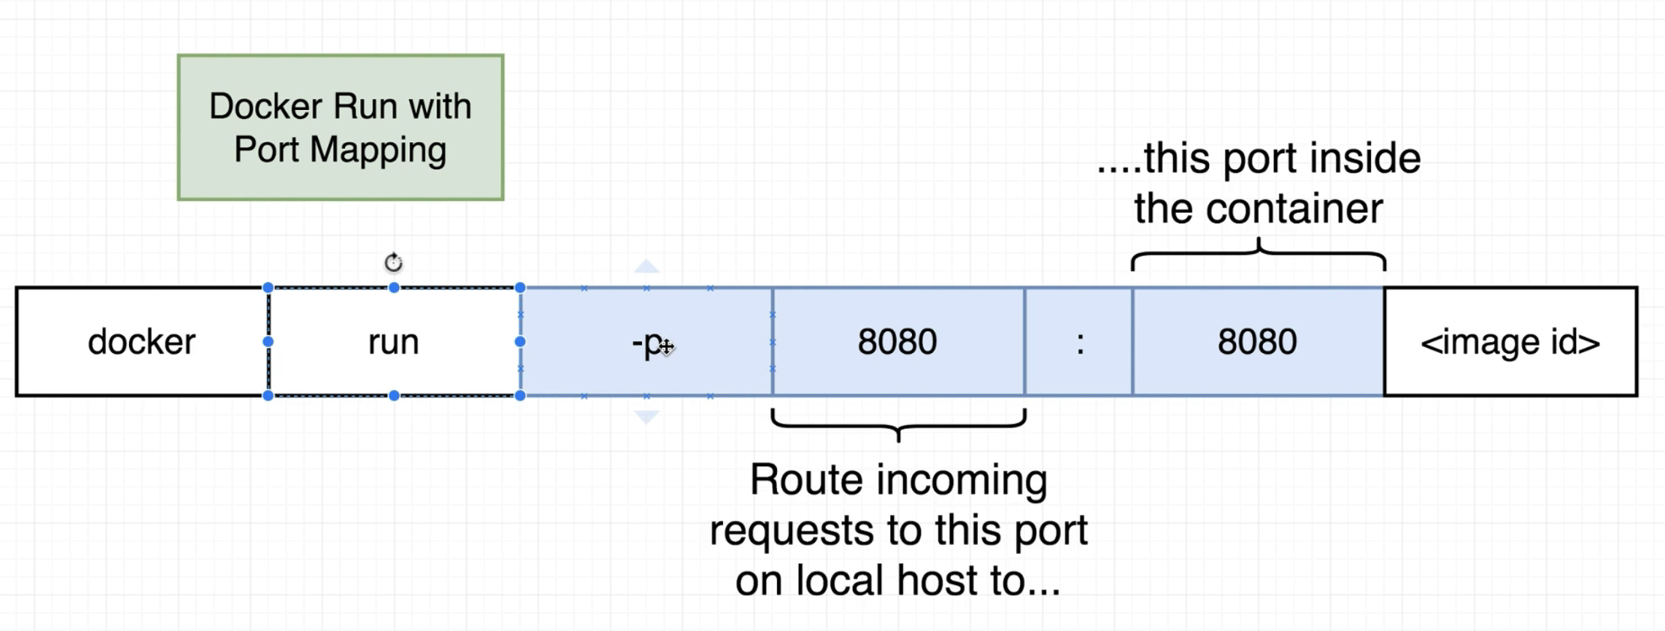 Docker Run with
Port Mapping
....this port inside
the container
docker run -p 8080 : 8080 <image id>
Route incoming
requests to this port
on local host to...